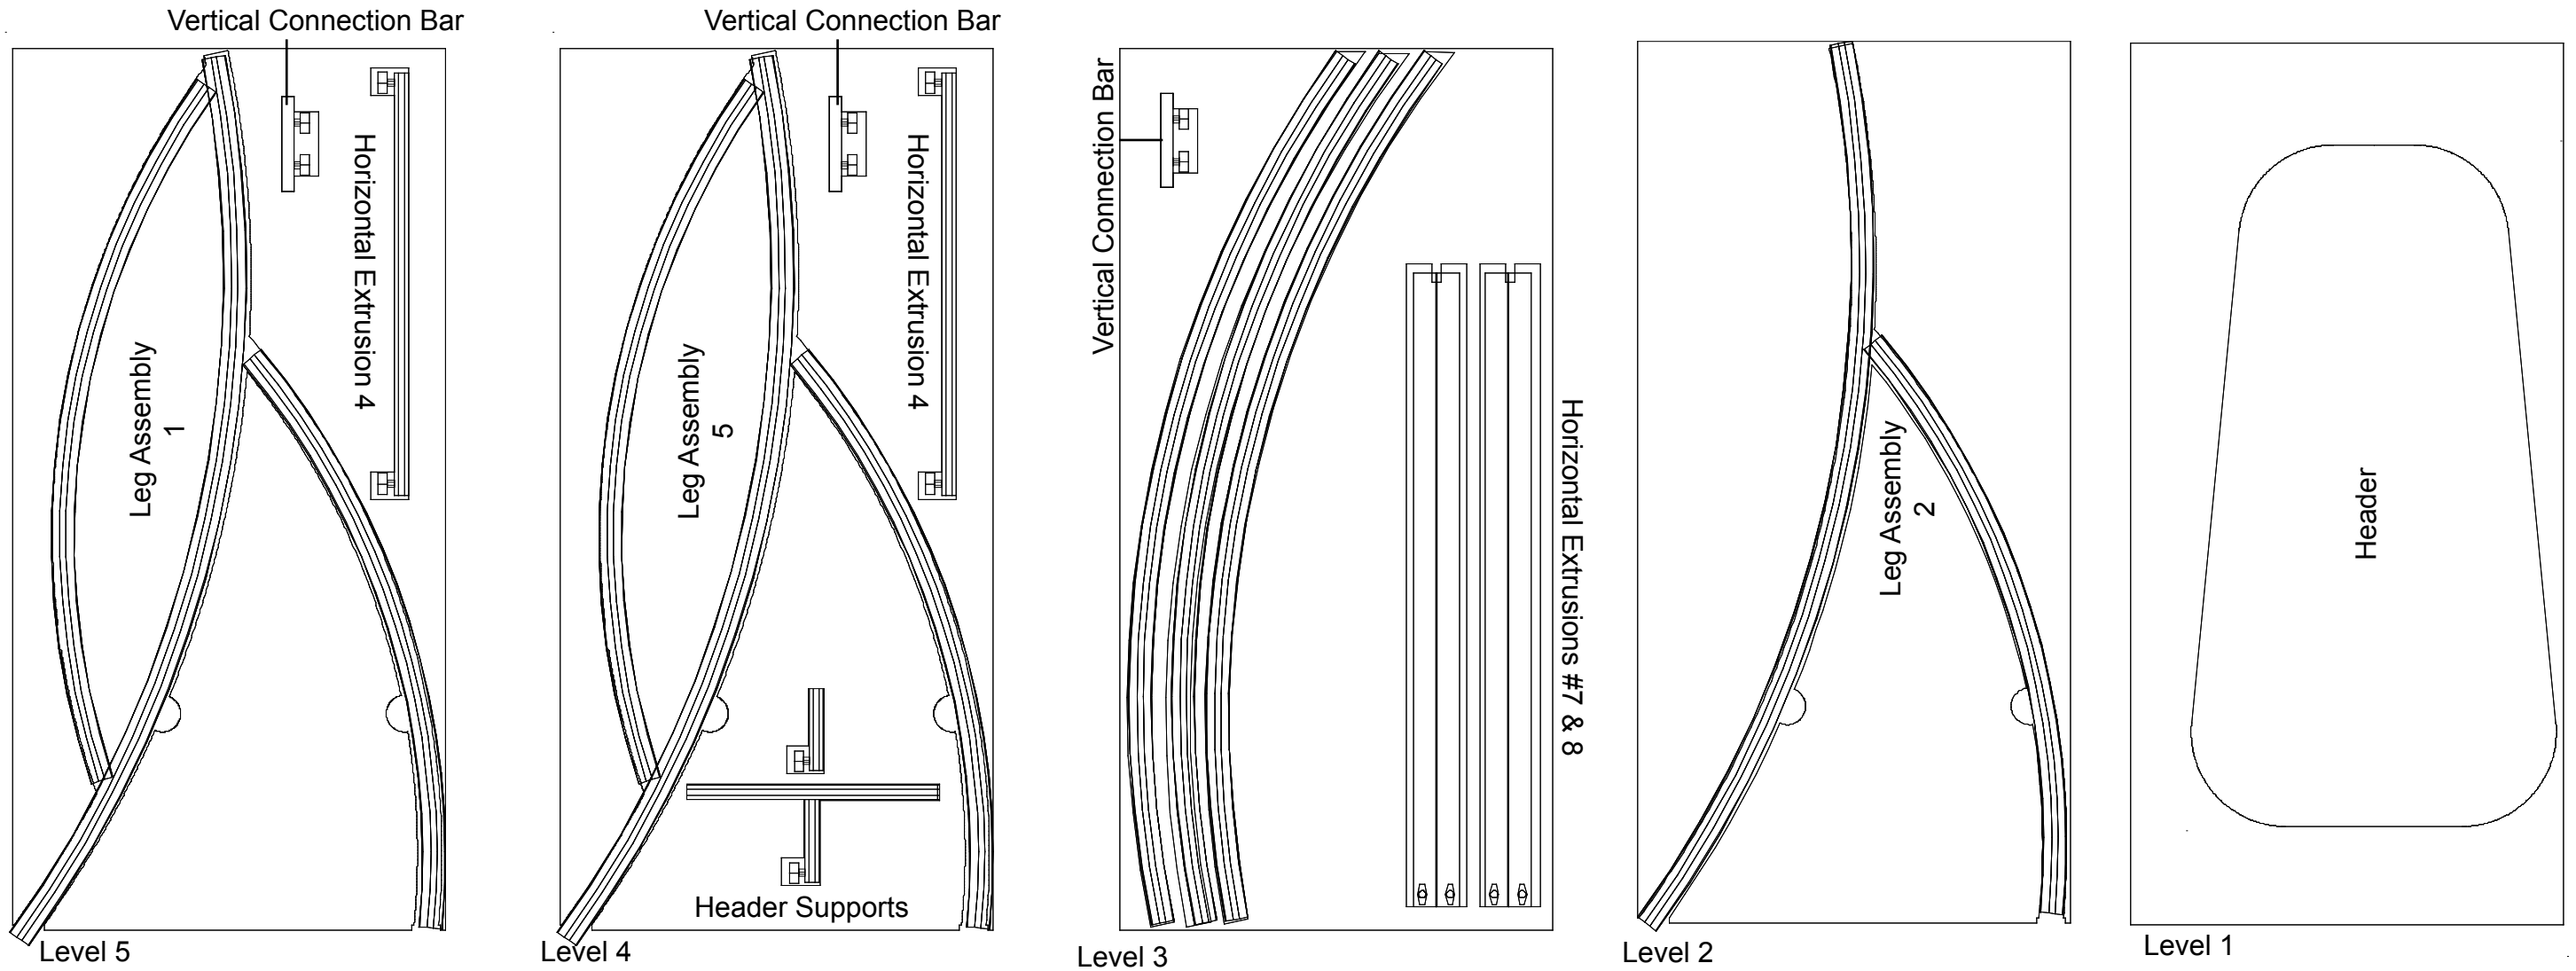 Vertical Connection Bar
Horizontal Extrusion 4
Leg Assembly
1
Level 5
Vertical Connection Bar
Horizontal Extrusion 4
Leg Assembly
5
Header Supports
Level 4
Vertical Connection Bar
Horizontal Extrusions #7 & 8
Level 3
Leg Assembly
2
Level 2
Header
Level 1